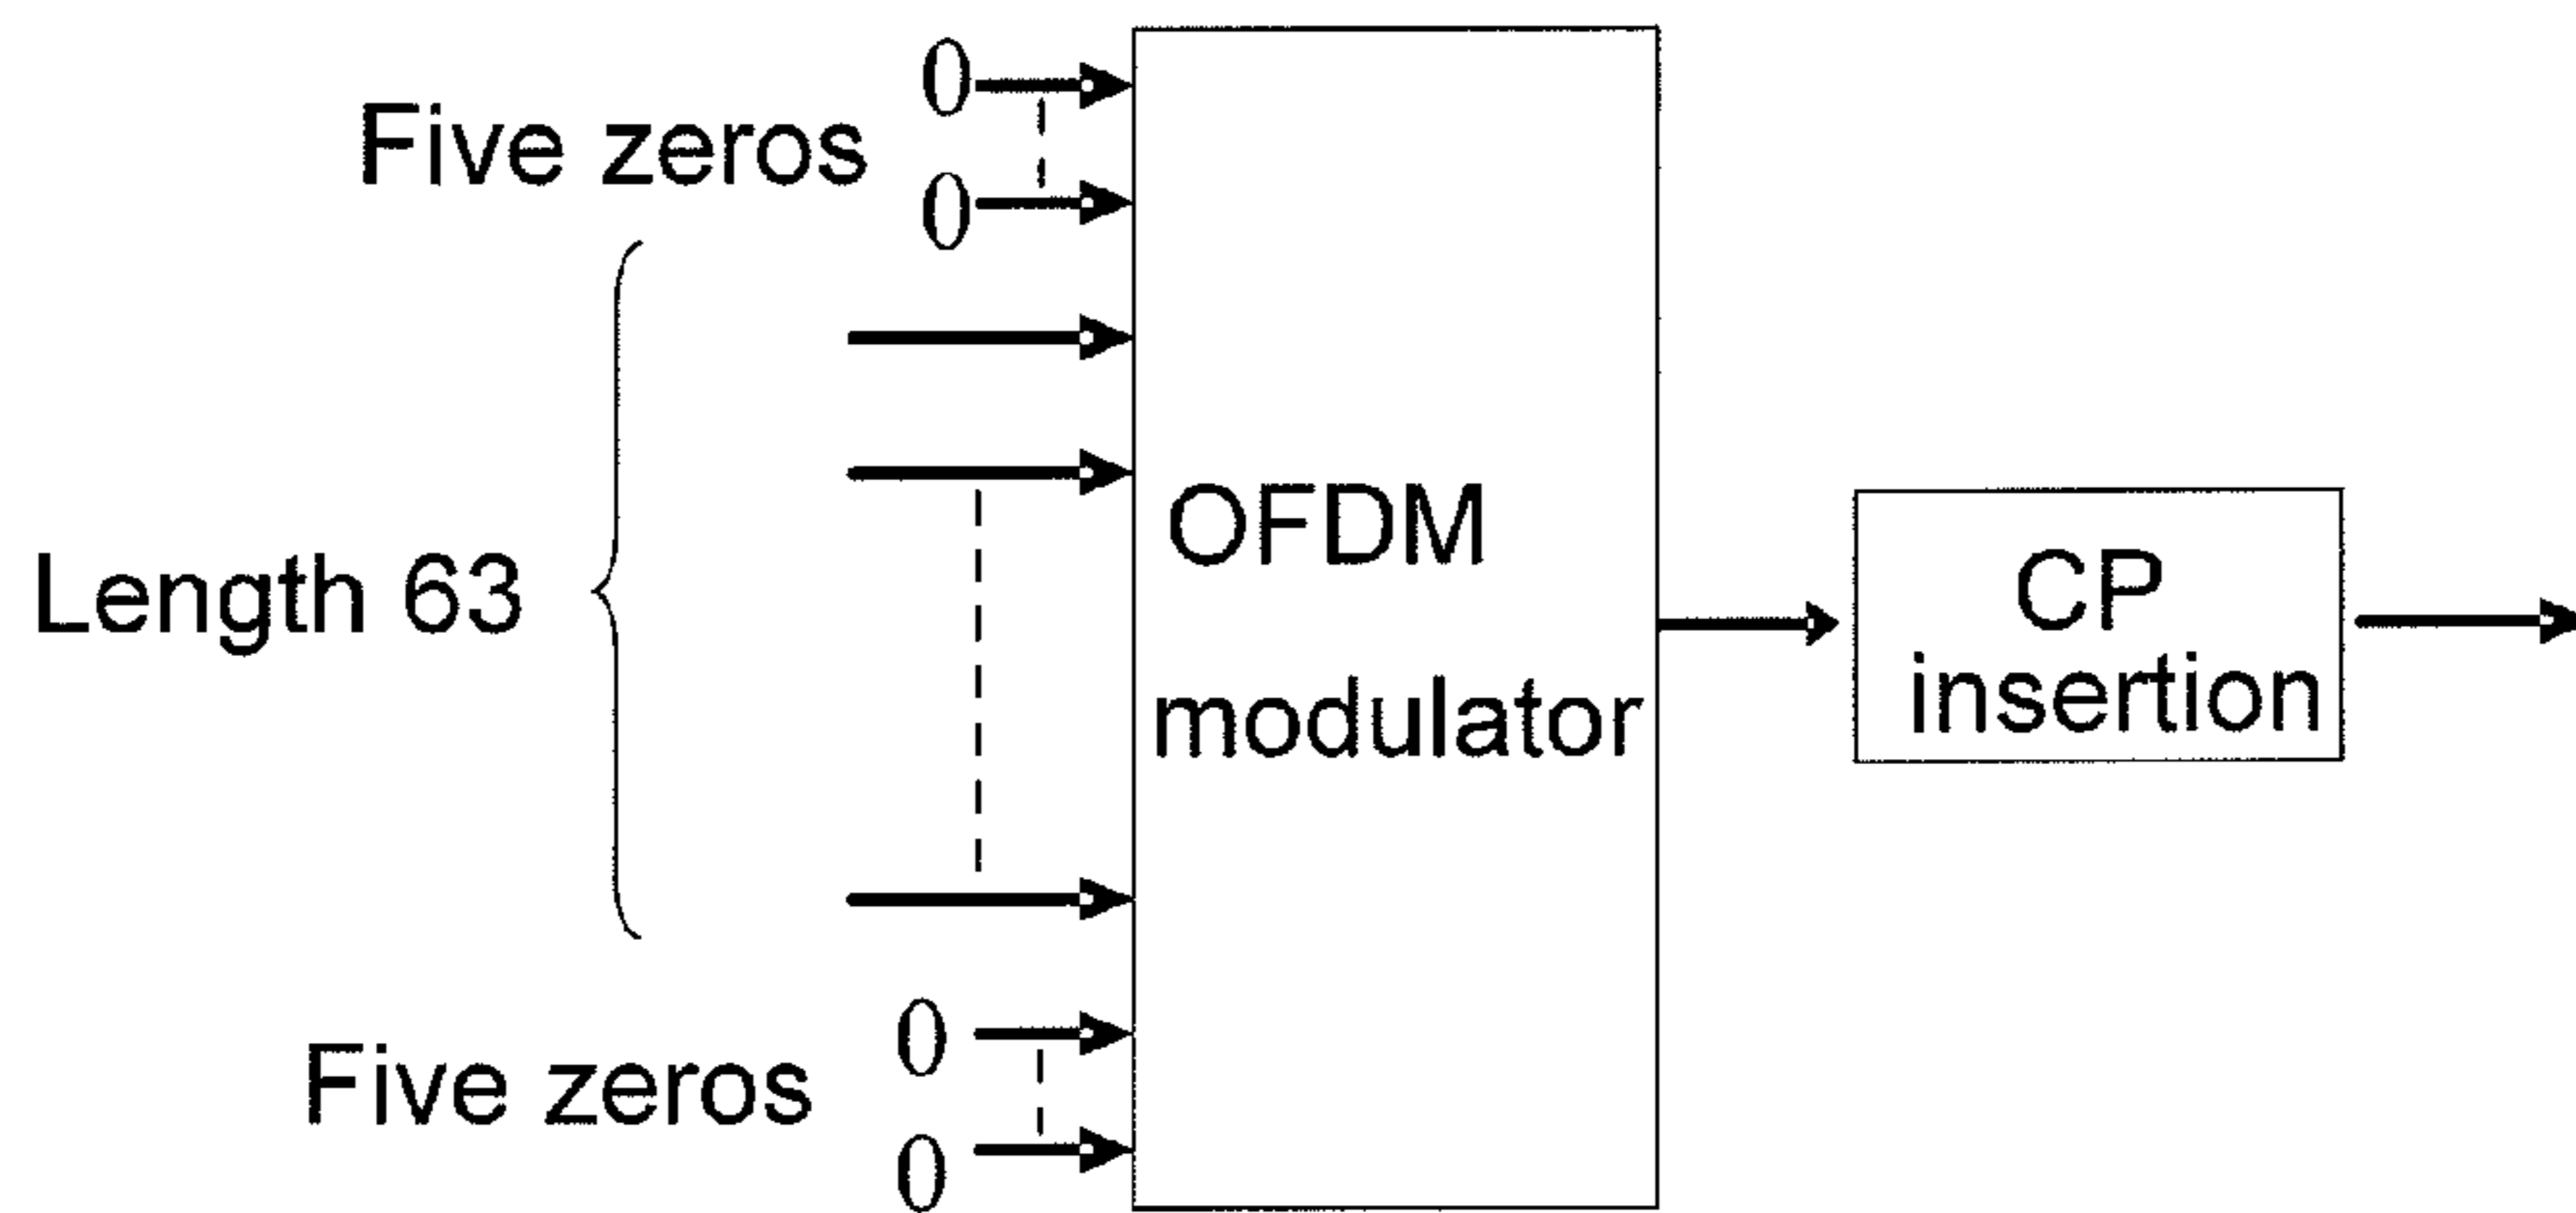 0
Five zeros
0
Length 63
OFDM
modulator
CP
insertion
0
Five zeros
0